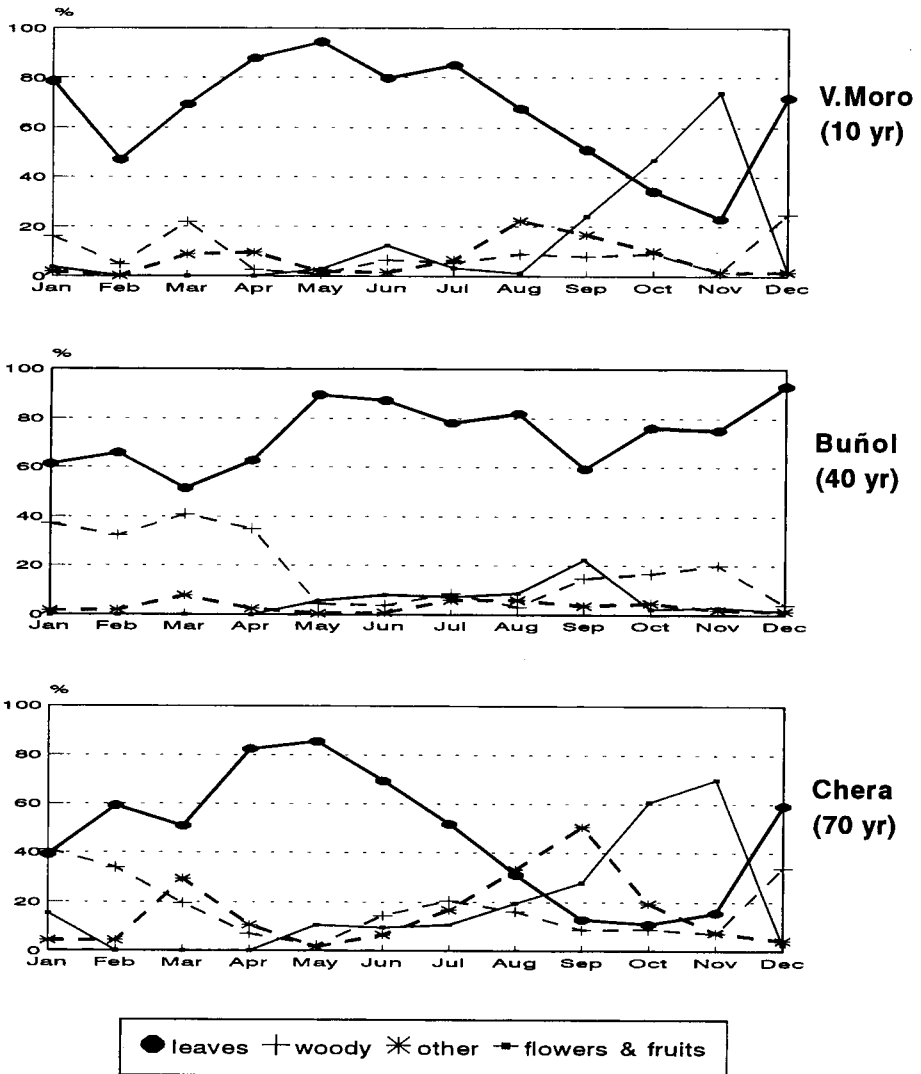 %
100
80
60
40
20
0
Jan Feb Mar Apr May Jun Jul Aug Sep Oct Nov Dec
V.Moro
(10 yr)
%
100
80
60
40
20
0
Jan Feb Mar Apr May Jun Jul Aug Sep Oct Nov Dec
Buñol
(40 yr)
%
100
80
60
40
20
0
Jan Feb Mar Apr May Jun Jul Aug Sep Oct Nov Dec
Chera
(70 yr)
leaves woody other flowers & fruits